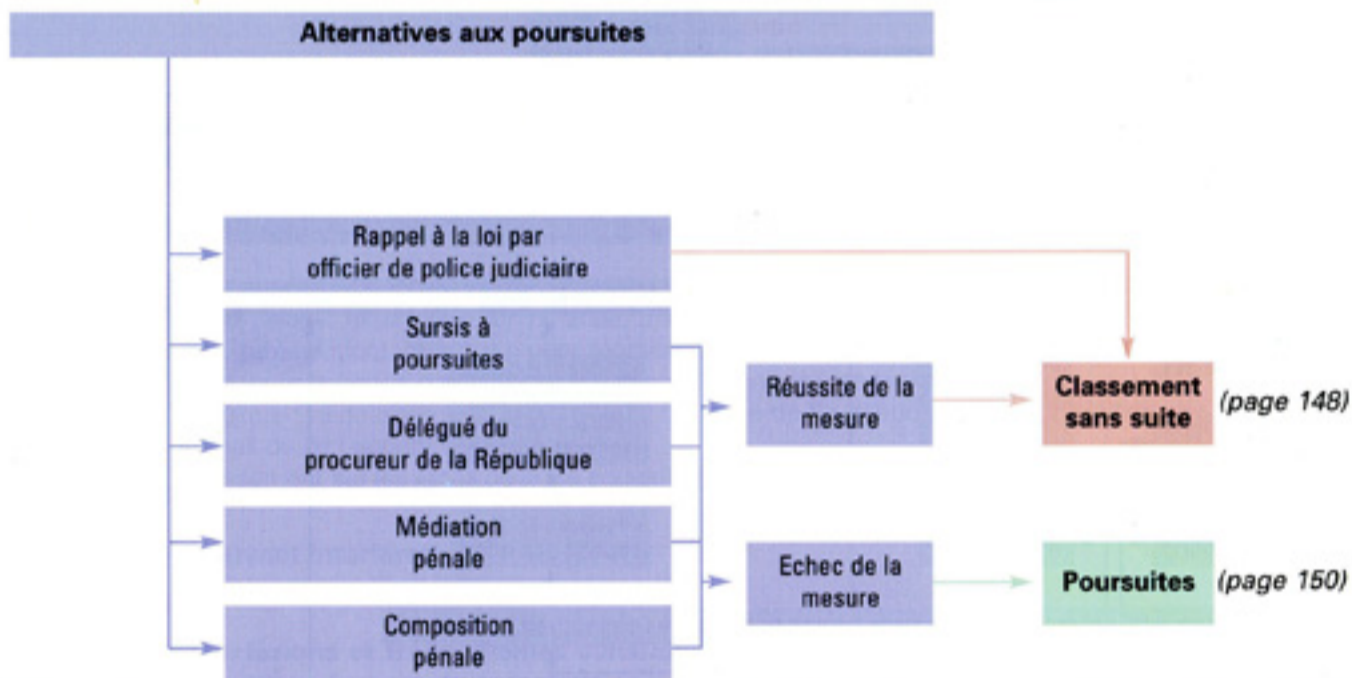 Alternatives aux poursuites
Rappel à la loi par
officier de police judiciaire
Sursis à
poursuites
Délégué du
procureur de la République
Médiation
pénale
Composition
pénale
Réussite de la
mesure
Classement
sans suite
(page 148)
Echec de la
mesure
Poursuites
(page 150)